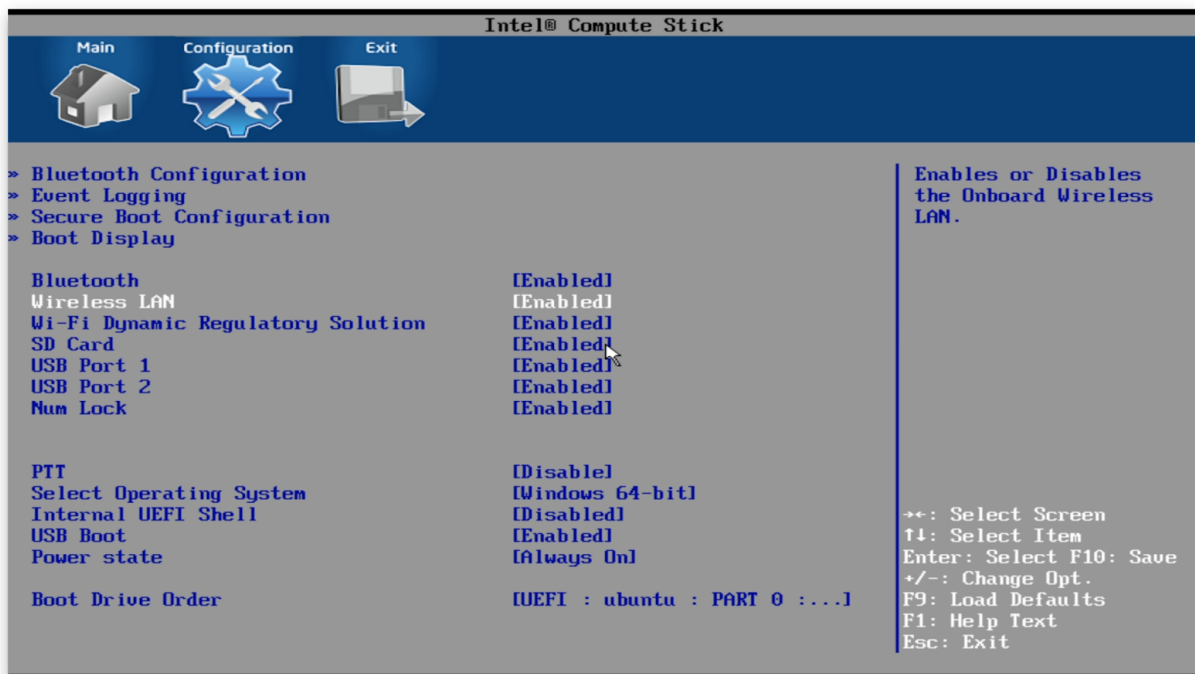 Intel® Compute Stick
Main Configuration Exit
» Bluetooth Configuration
» Event Logging
» Secure Boot Configuration
» Boot Display
Bluetooth [Enabled]
Wireless LAN [Enabled]
Wi-Fi Dynamic Regulatory Solution [Enabled]
SD Card [Enabled]
USB Port 1 [Enabled]
USB Port 2 [Enabled]
Num Lock [Enabled]
PTT [Disable]
Select Operating System [Windows 64-bit]
Internal UEFI Shell [Disabled]
USB Boot [Enabled]
Power state [Always On]
Boot Drive Order [UEFI : ubuntu : PART 0 :...]
Enables or Disables
the Onboard Wireless
LAN.
→←: Select Screen
↑↓: Select Item
Enter: Select F10: Save
+/-: Change Opt.
F9: Load Defaults
F1: Help Text
Esc: Exit